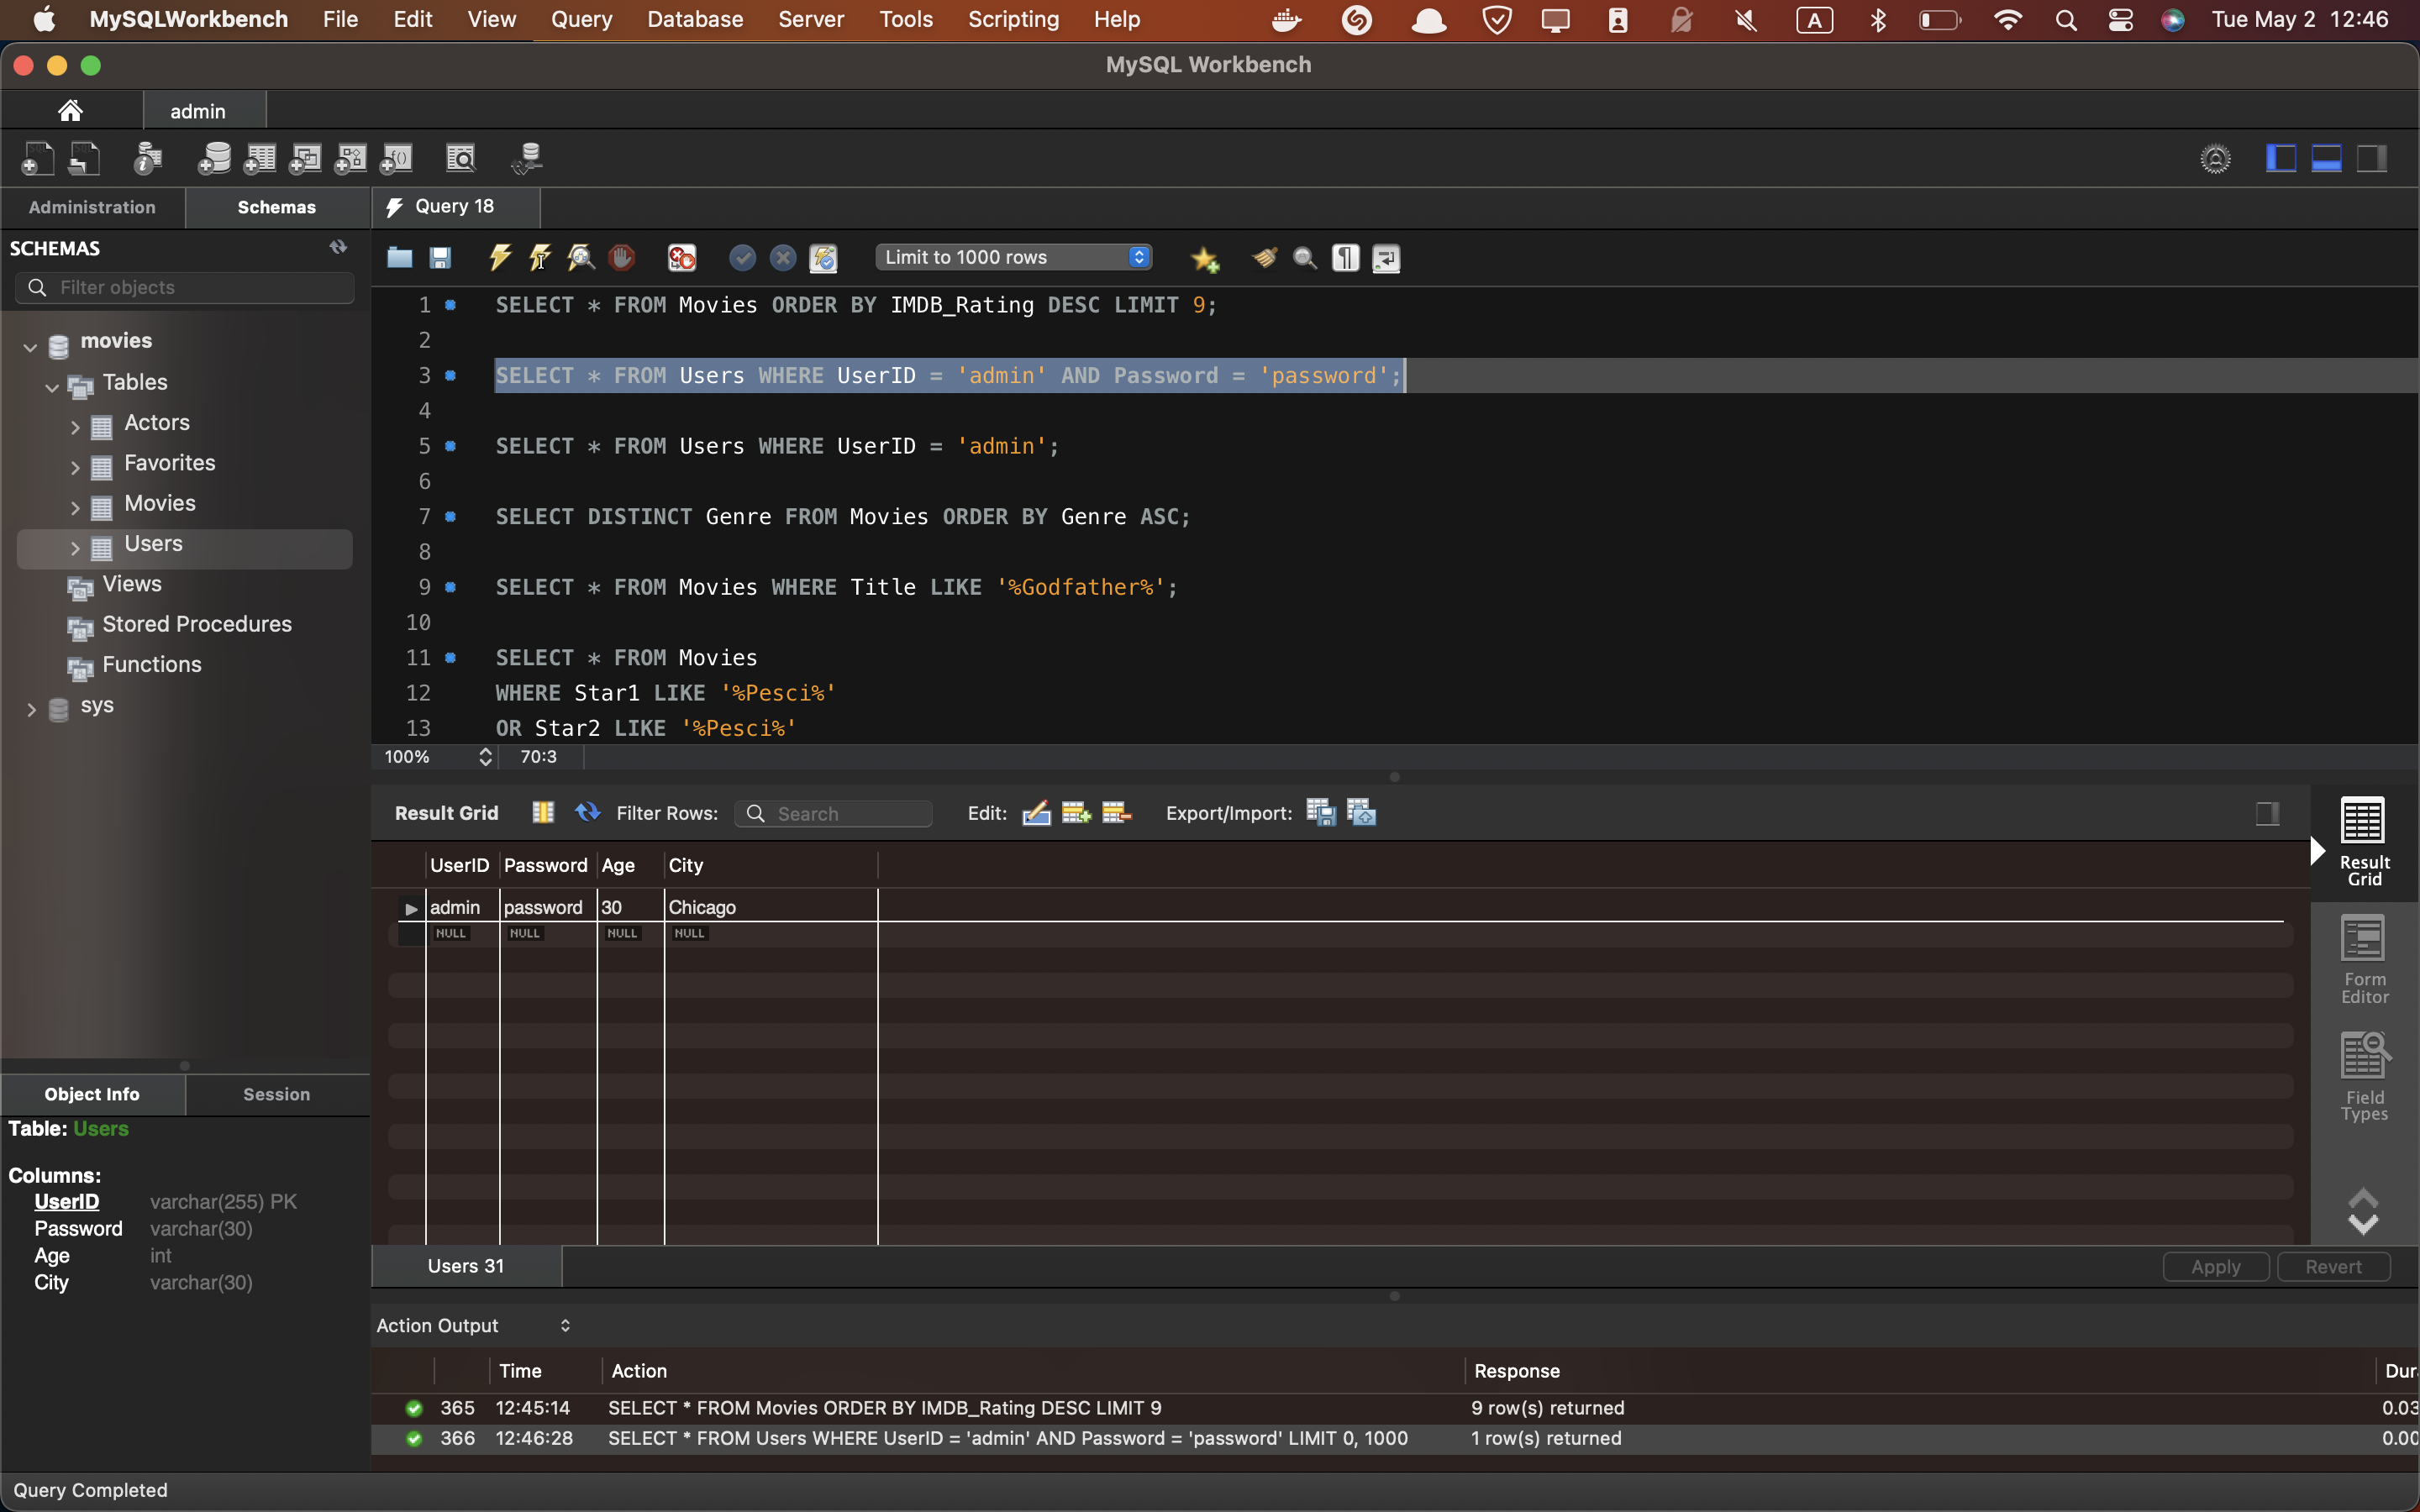 MySQLWorkbench File Edit View Query Database Server Tools Scripting Help A Tue May 2 12:46
MySQL Workbench
admin
Administration Schemas Query 18
SCHEMAS
Filter objects
Limit to 1000 rows
movies
Tables
Actors
Favorites
Movies
Users
Views
Stored Procedures
Functions
sys
1 SELECT * FROM Movies ORDER BY IMDB_Rating DESC LIMIT 9;
2
3 SELECT * FROM Users WHERE UserID = 'admin' AND Password = 'password';
4
5 SELECT * FROM Users WHERE UserID = 'admin';
6
7 SELECT DISTINCT Genre FROM Movies ORDER BY Genre ASC;
8
9 SELECT * FROM Movies WHERE Title LIKE '%Godfather%';
10
11 SELECT * FROM Movies
12 WHERE Star1 LIKE '%Pesci%'
13 OR Star2 LIKE '%Pesci%'
100% 70:3
Result Grid Filter Rows: Search Edit: Export/Import:
UserID Password Age City
admin password 30 Chicago
NULL NULL NULL NULL
Result
Grid
Form
Editor
Field
Types
Object Info Session
Table: Users
Columns:
UserID varchar(255) PK
Password varchar(30)
Age int
City varchar(30)
Users 31 Apply Revert
Action Output
Time Action Response
365 12:45:14 SELECT * FROM Movies ORDER BY IMDB_Rating DESC LIMIT 9 9 row(s) returned 0.03
366 12:46:28 SELECT * FROM Users WHERE UserID = 'admin' AND Password = 'password' LIMIT 0, 1000 1 row(s) returned 0.00
Query Completed